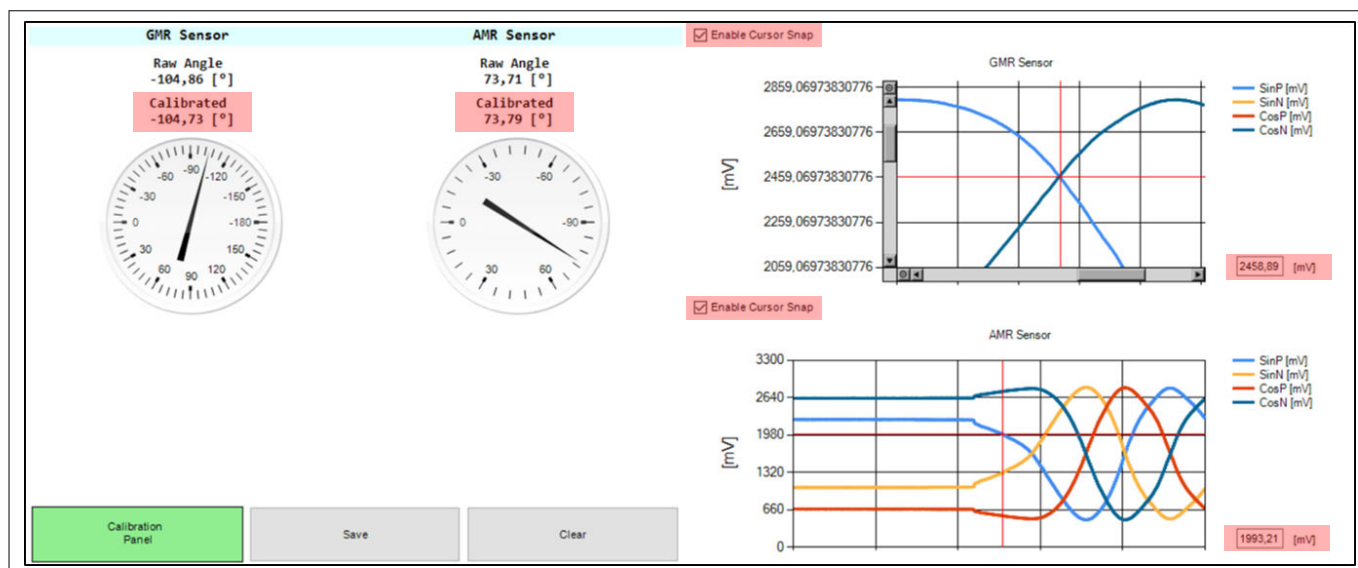 GMR Sensor
Raw Angle
-104,86 [°]
Calibrated
-104,73 [°]
-90
-60
-120
-30
-150
0
-180
30
150
60
90
120
AMR Sensor
Raw Angle
73,71 [°]
Calibrated
73,79 [°]
-30
-60
0
-90
30
60
Calibration
Panel
Save
Clear
Enable Cursor Snap
GMR Sensor
2859,06973830776
2659,06973830776
2459,06973830776
2259,06973830776
2059,06973830776
[mV]
SinP [mV]
SinN [mV]
CosP [mV]
CosN [mV]
2458,89 [mV]
Enable Cursor Snap
AMR Sensor
3300
2640
1980
1320
660
0
[mV]
SinP [mV]
SinN [mV]
CosP [mV]
CosN [mV]
1993,21 [mV]